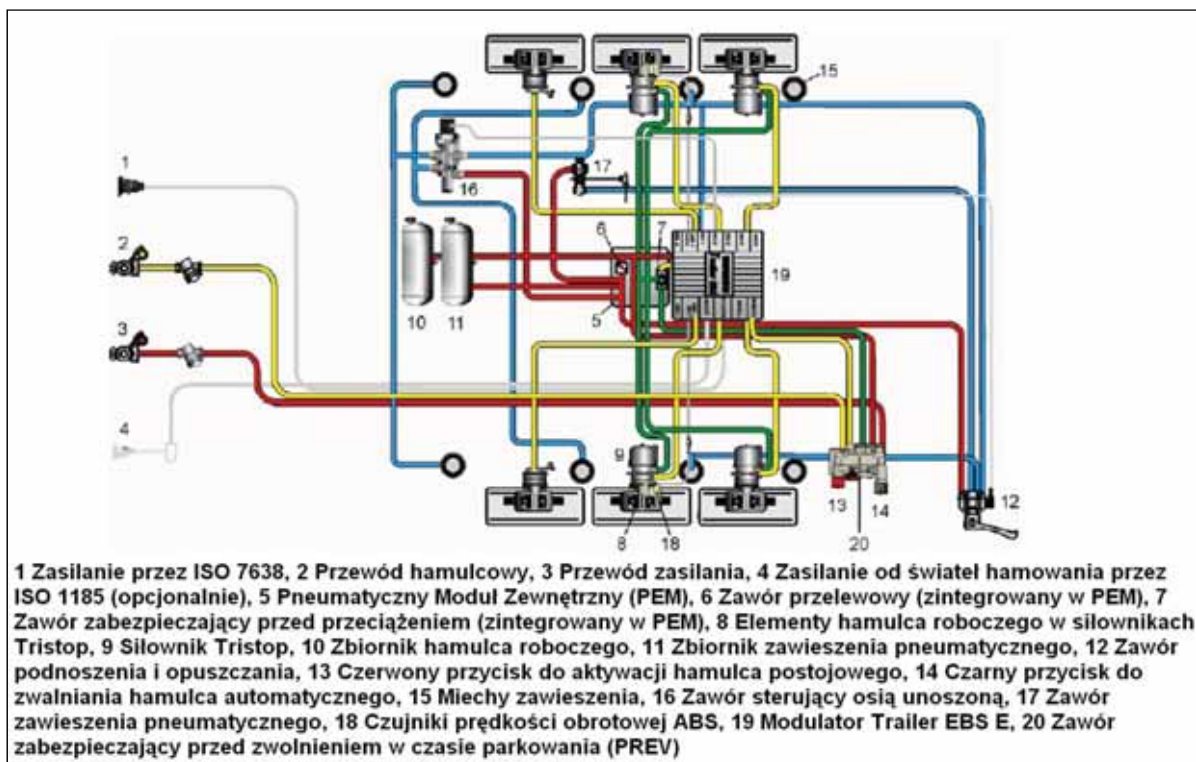 1
2
3
4
15
16
17
6
7
19
10
11
5
9
8
18
13
14
20
12
1 Zasilanie przez ISO 7638, 2 Przewód hamulcowy, 3 Przewód zasilania, 4 Zasilanie od świateł hamowania przez
ISO 1185 (opcjonalnie), 5 Pneumatyczny Moduł Zewnętrzny (PEM), 6 Zawór przelewowy (zintegrowany w PEM), 7
Zawór zabezpieczający przed przeciążeniem (zintegrowany w PEM), 8 Elementy hamulca roboczego w siłownikach
Tristop, 9 Siłownik Tristop, 10 Zbiornik hamulca roboczego, 11 Zbiornik zawieszenia pneumatycznego, 12 Zawór
podnoszenia i opuszczania, 13 Czerwony przycisk do aktywacji hamulca postojowego, 14 Czarny przycisk do
zwalniania hamulca automatycznego, 15 Miechy zawieszenia, 16 Zawór sterujący osią unoszoną, 17 Zawór
zawieszenia pneumatycznego, 18 Czujniki prędkości obrotowej ABS, 19 Modulator Trailer EBS E, 20 Zawór
zabezpieczający przed zwolnieniem w czasie parkowania (PREV)